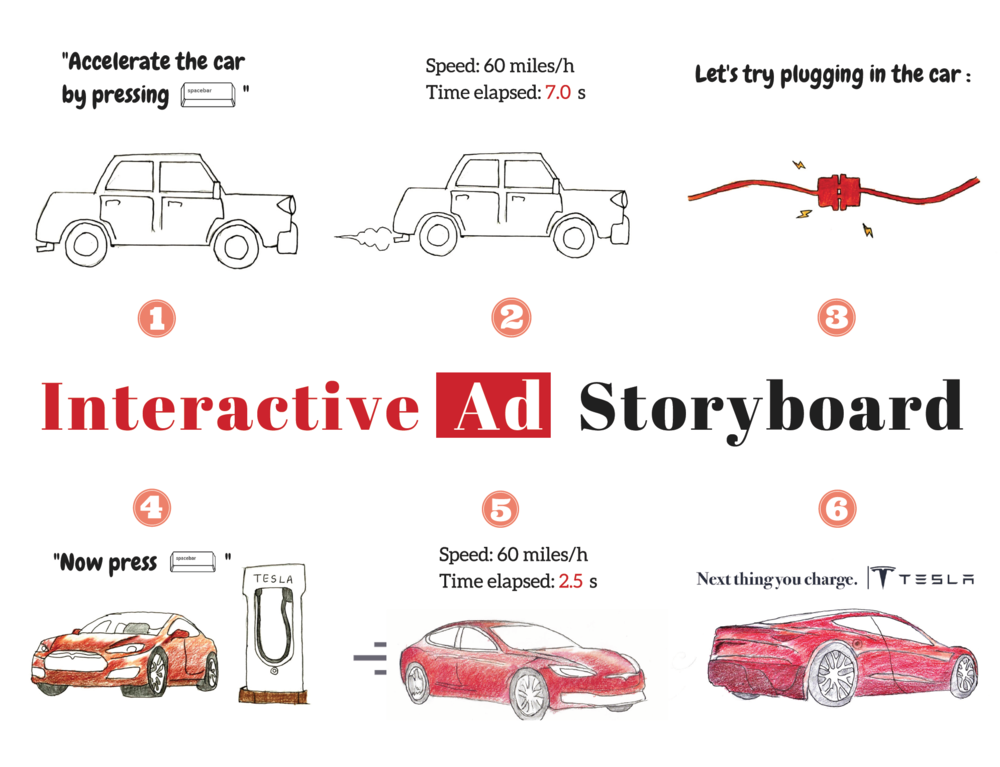 "Accelerate the car
by pressing spacebar "
1
Speed: 60 miles/h
Time elapsed: 7.0 s
2
Let's try plugging in the car :
3
Interactive Ad Storyboard
4
"Now press spacebar "
TESLA
5
Speed: 60 miles/h
Time elapsed: 2.5 s
6
Next thing you charge. TESLA